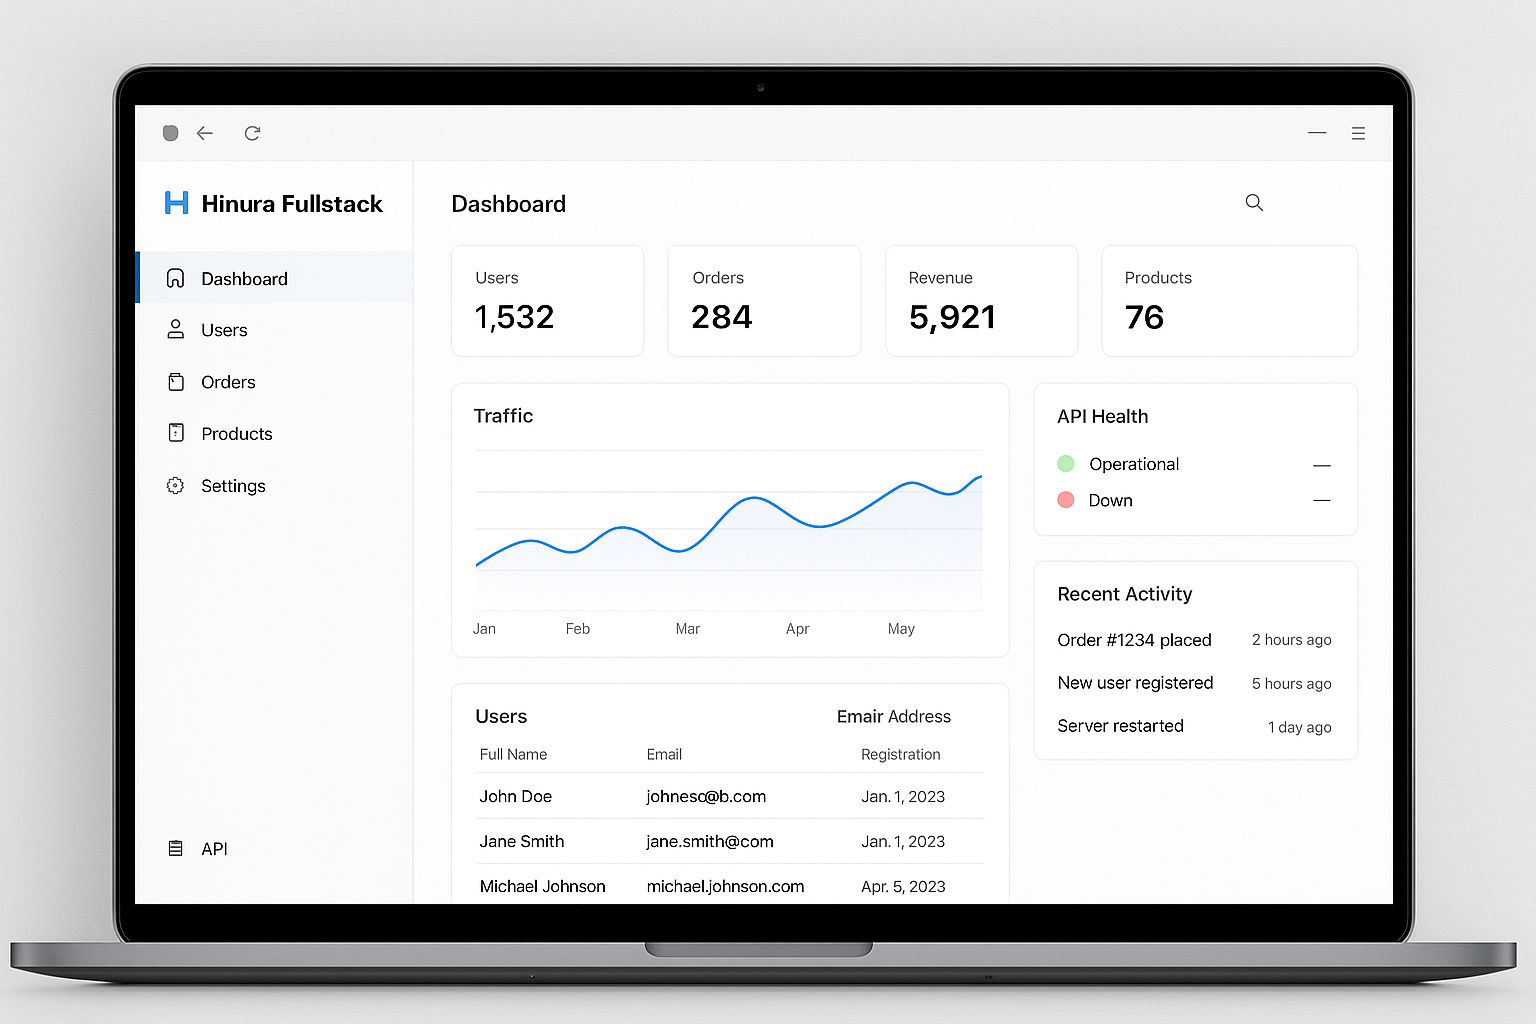 Hinura Fullstack
Dashboard
Users
Orders
Products
Settings
API
Dashboard
Users
1,532
Orders
284
Revenue
5,921
Products
76
Traffic
Jan Feb Mar Apr May
API Health
Operational —
Down —
Recent Activity
Order #1234 placed 2 hours ago
New user registered 5 hours ago
Server restarted 1 day ago
Users Emair Address
Full Name Email Registration
John Doe johneso@b.com Jan. 1, 2023
Jane Smith jane.smith@com Jan. 1, 2023
Michael Johnson michael.johnson.com Apr. 5, 2023